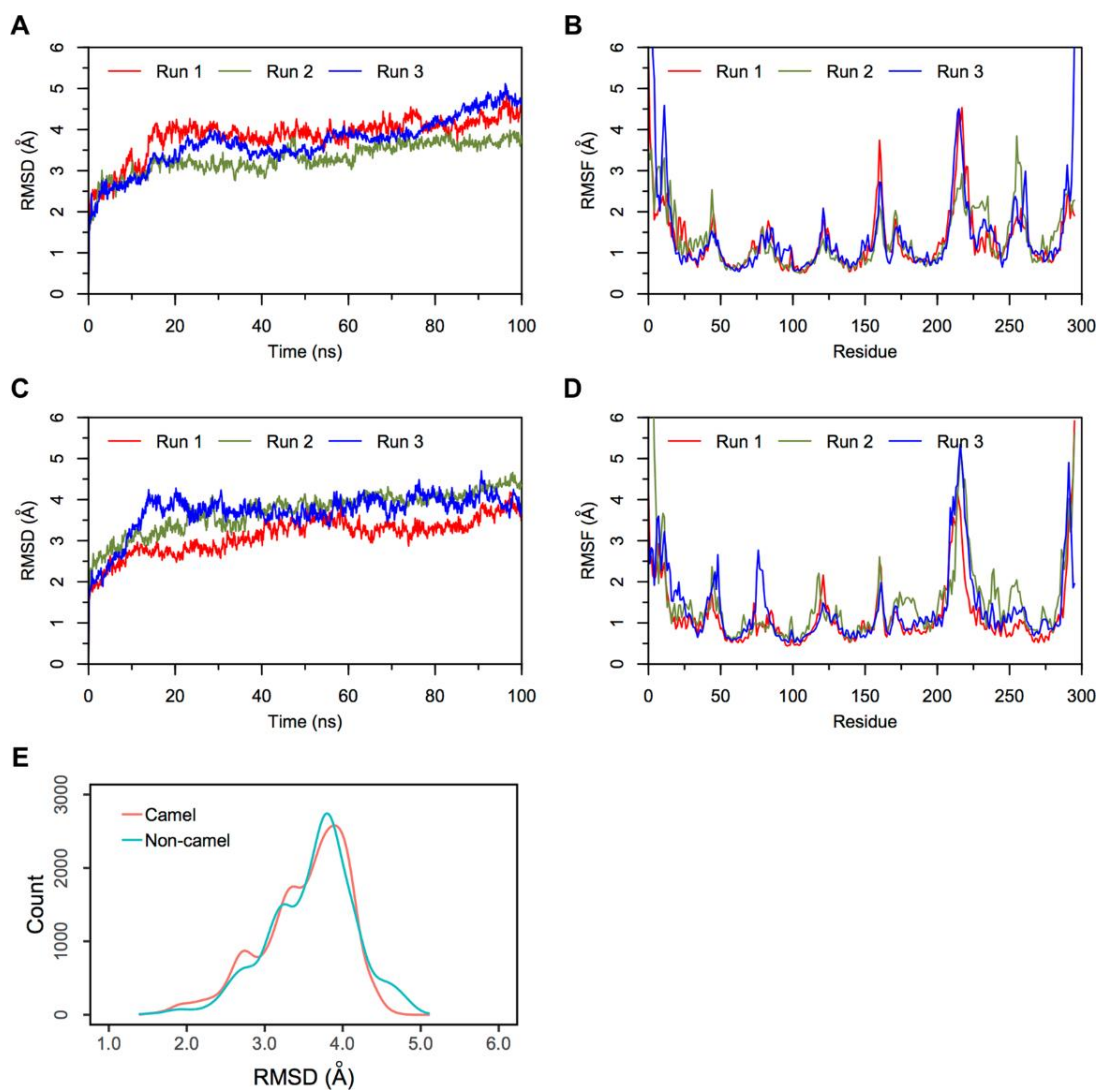 A
6
5
4
3
2
1
0
RMSD (Å)
Run 1 Run 2 Run 3
0 20 40 60 80 100
Time (ns)
B
6
5
4
3
2
1
0
RMSF (Å)
Run 1 Run 2 Run 3
0 50 100 150 200 250 300
Residue
C
6
5
4
3
2
1
0
RMSD (Å)
Run 1 Run 2 Run 3
0 20 40 60 80 100
Time (ns)
D
6
5
4
3
2
1
0
RMSF (Å)
Run 1 Run 2 Run 3
0 50 100 150 200 250 300
Residue
E
3000
2000
1000
0
Count
Camel
Non-camel
1.0 2.0 3.0 4.0 5.0 6.0
RMSD (Å)